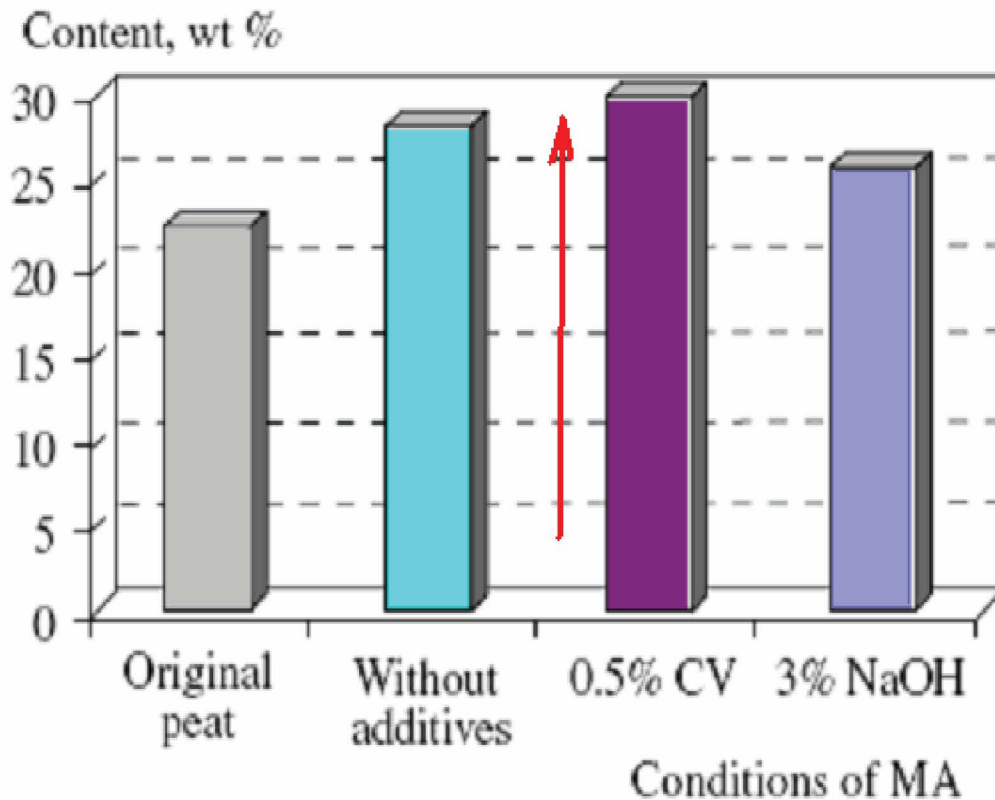 Content, wt %
30
25
20
15
10
5
0
Original peat
Without additives
0.5% CV
3% NaOH
Conditions of MA